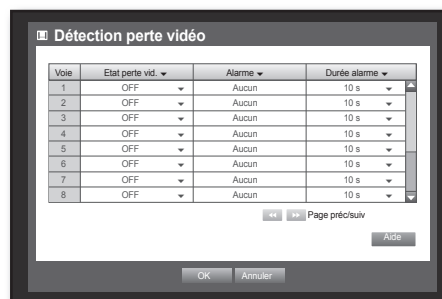 Détection perte vidéo
Voie Etat perte vid. Alarme Durée alarme
1 OFF Aucun 10 s
2 OFF Aucun 10 s
3 OFF Aucun 10 s
4 OFF Aucun 10 s
5 OFF Aucun 10 s
6 OFF Aucun 10 s
7 OFF Aucun 10 s
8 OFF Aucun 10 s
Page préc/suiv
Aide
OK Annuler